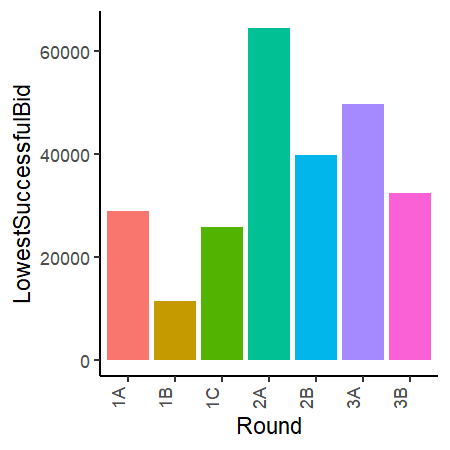 LowestSuccessfulBid
60000
40000
20000
0
1A
1B
1C
2A
2B
3A
3B
Round